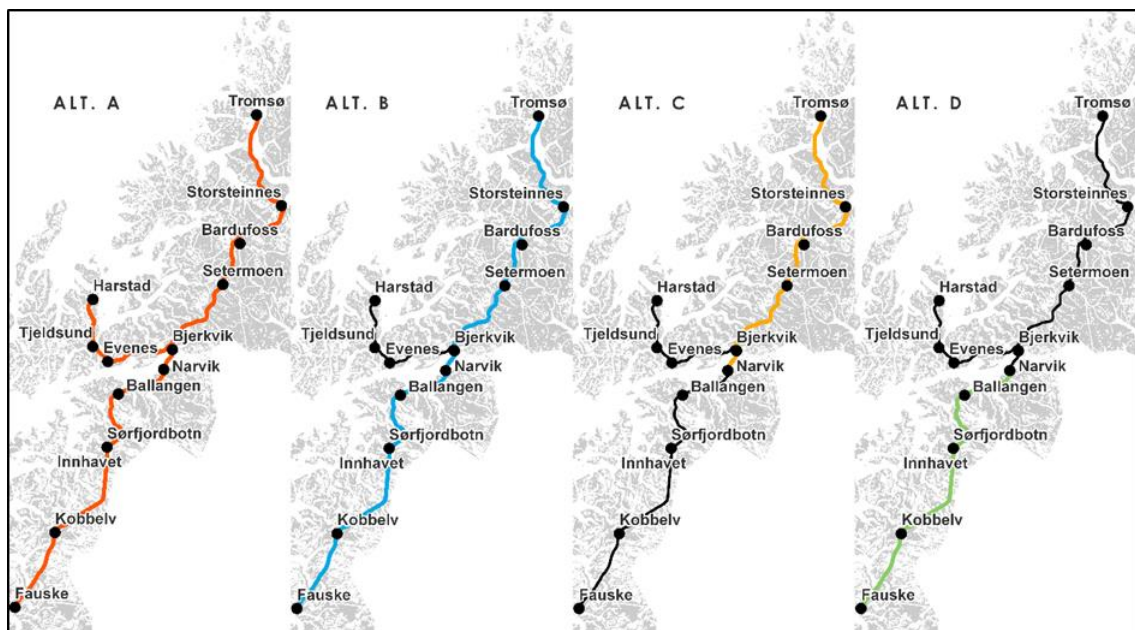 ALT. A
Tromsø
Storsteinnes
Bardufoss
Setermoen
Harstad
Tjeldsund
Evenes
Bjerkvik
Narvik
Ballangen
Sørfjordbotn
Innhavet
Kobbelv
Fauske
ALT. B
Tromsø
Storsteinnes
Bardufoss
Setermoen
Harstad
Tjeldsund
Evenes
Bjerkvik
Narvik
Ballangen
Sørfjordbotn
Innhavet
Kobbelv
Fauske
ALT. C
Tromsø
Storsteinnes
Bardufoss
Setermoen
Harstad
Tjeldsund
Evenes
Bjerkvik
Narvik
Ballangen
Sørfjordbotn
Innhavet
Kobbelv
Fauske
ALT. D
Tromsø
Storsteinnes
Bardufoss
Setermoen
Harstad
Tjeldsund
Evenes
Bjerkvik
Narvik
Ballangen
Sørfjordbotn
Innhavet
Kobbelv
Fauske